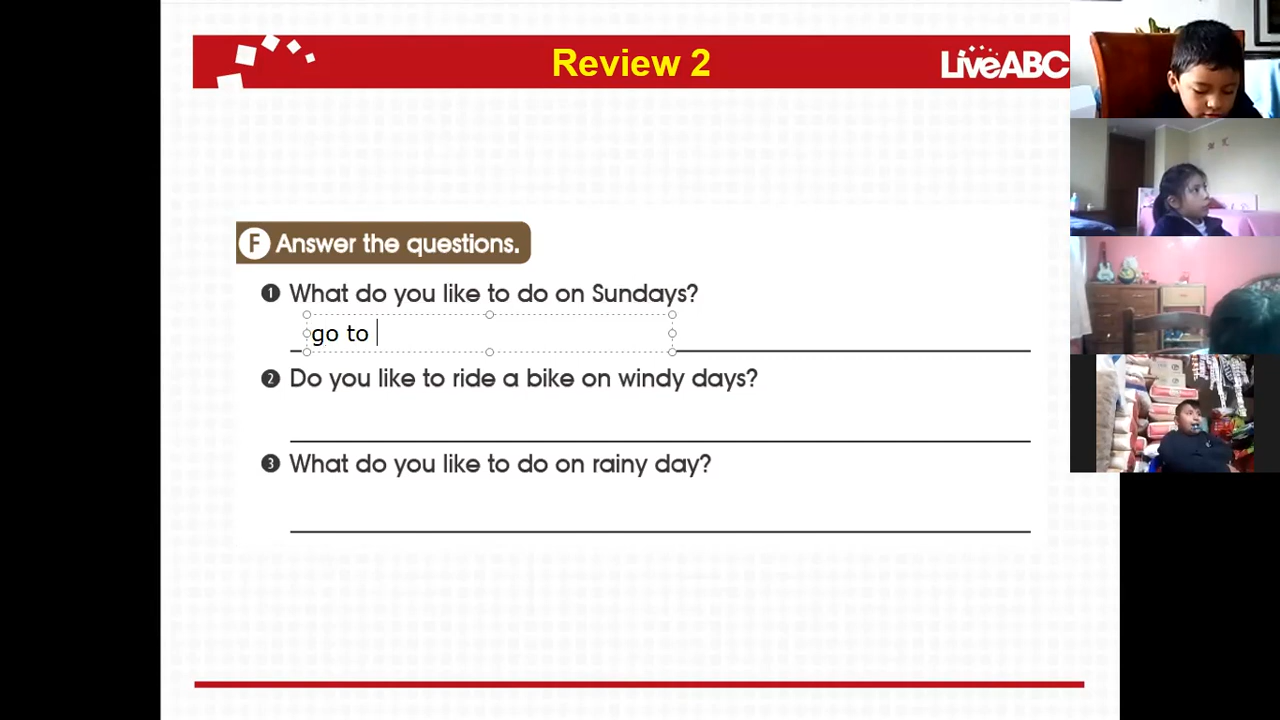 Review 2
LiveABC
F Answer the questions.
1 What do you like to do on Sundays?
go to
2 Do you like to ride a bike on windy days?
3 What do you like to do on rainy day?